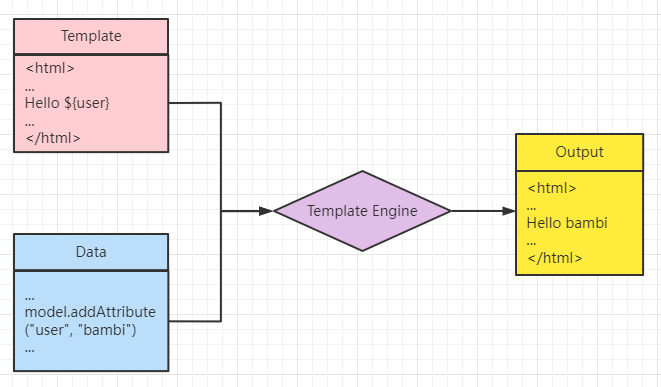 Template
<html>
...
Hello ${user}
...
</html>
Data
...
model.addAttribute
("user", "bambi")
...
Template Engine
Output
<html>
...
Hello bambi
...
</html>